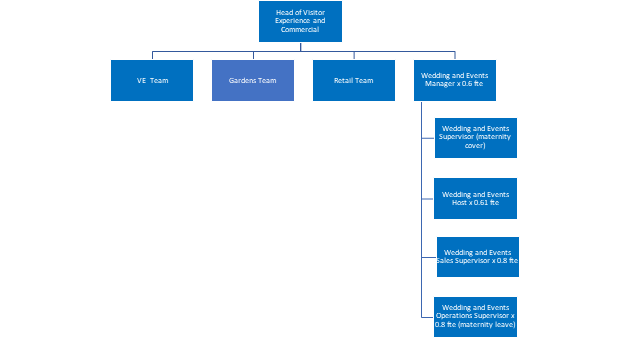 Head of Visitor
Experience and
Commercial
VE Team
Gardens Team
Retail Team
Wedding and Events
Manager x 0.6 fte
Wedding and Events
Supervisor (maternity
cover)
Wedding and Events
Host x 0.61 fte
Wedding and Events
Sales Supervisor x 0.8 fte
Wedding and Events
Operations Supervisor x
0.8 fte (maternity leave)